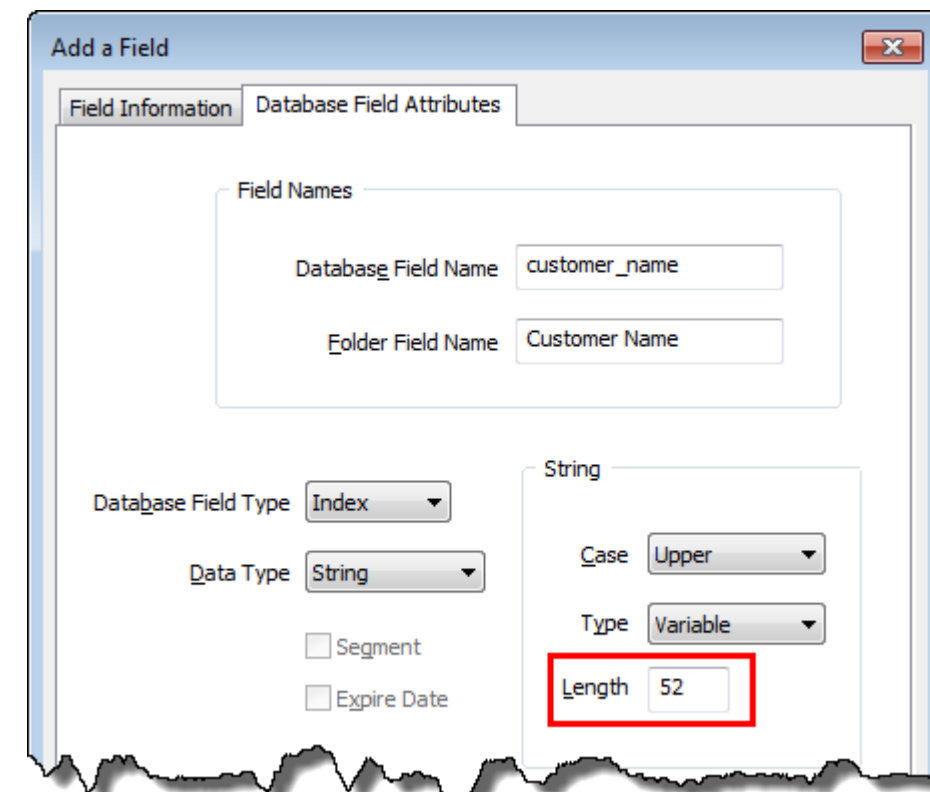 Add a Field
Field Information Database Field Attributes
Field Names
Database Field Name customer_name
Folder Field Name Customer Name
String
Database Field Type Index
Case Upper
Data Type String
Type Variable
Segment
Length 52
Expire Date